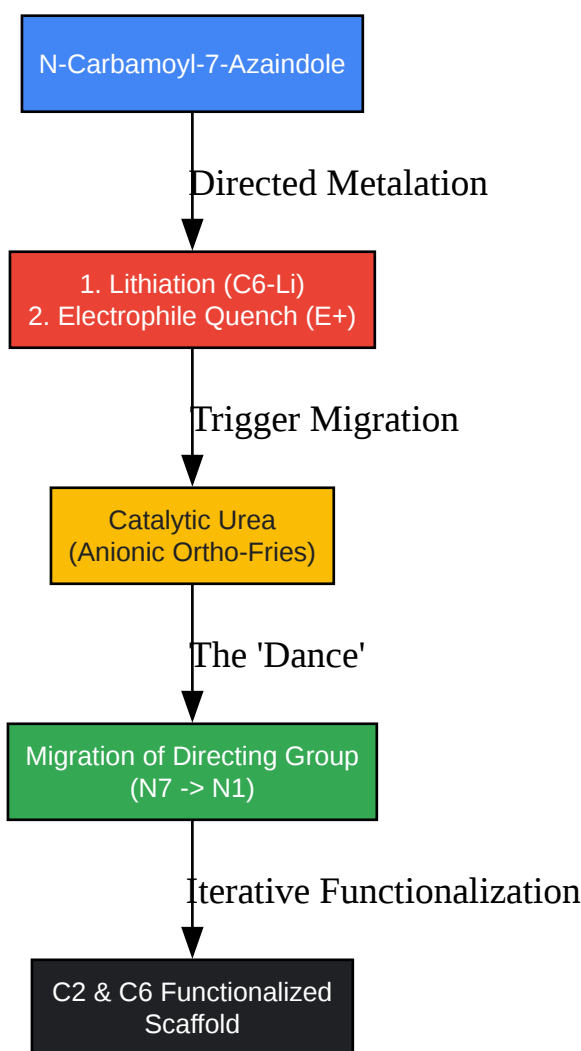 N-Carbamoyl-7-Azaindole
Directed Metalation
1. Lithiation (C6-Li)
2. Electrophile Quench (E+)
Trigger Migration
Catalytic Urea
(Anionic Ortho-Fries)
The 'Dance'
Migration of Directing Group
(N7 -> N1)
Iterative Functionalization
C2 & C6 Functionalized
Scaffold